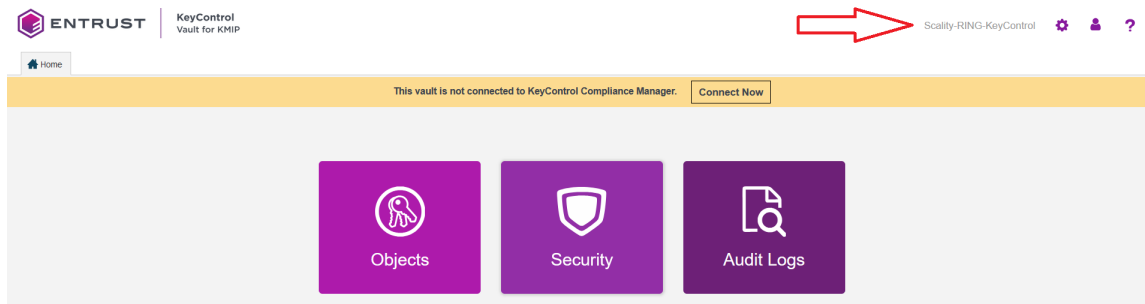 ENTRUST
KeyControl
Vault for KMIP
Scality-RING-KeyControl
?
Home
This vault is not connected to KeyControl Compliance Manager.
Connect Now
Objects
Security
Audit Logs